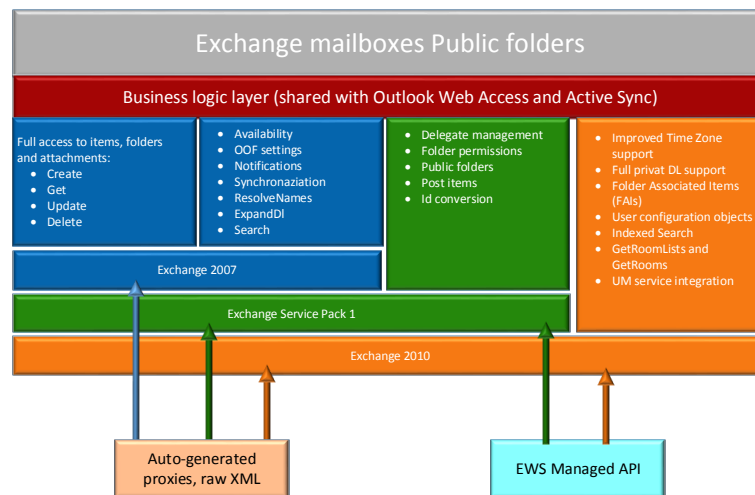 Exchange mailboxes Public folders
Business logic layer (shared with Outlook Web Access and Active Sync)
Full access to items, folders
and attachments:
• Create
• Get
• Update
• Delete
• Availability
• OOF settings
• Notifications
• Synchronaziation
• ResolveNames
• ExpandDl
• Search
• Delegate management
• Folder permissions
• Public folders
• Post items
• Id conversion
• Improved Time Zone
support
• Full privat DL support
• Folder Associated Items
(FAIs)
• User configuration objects
• Indexed Search
• GetRoomLists and
GetRooms
• UM service integration
Exchange 2007
Exchange Service Pack 1
Exchange 2010
Auto-generated
proxies, raw XML
EWS Managed API